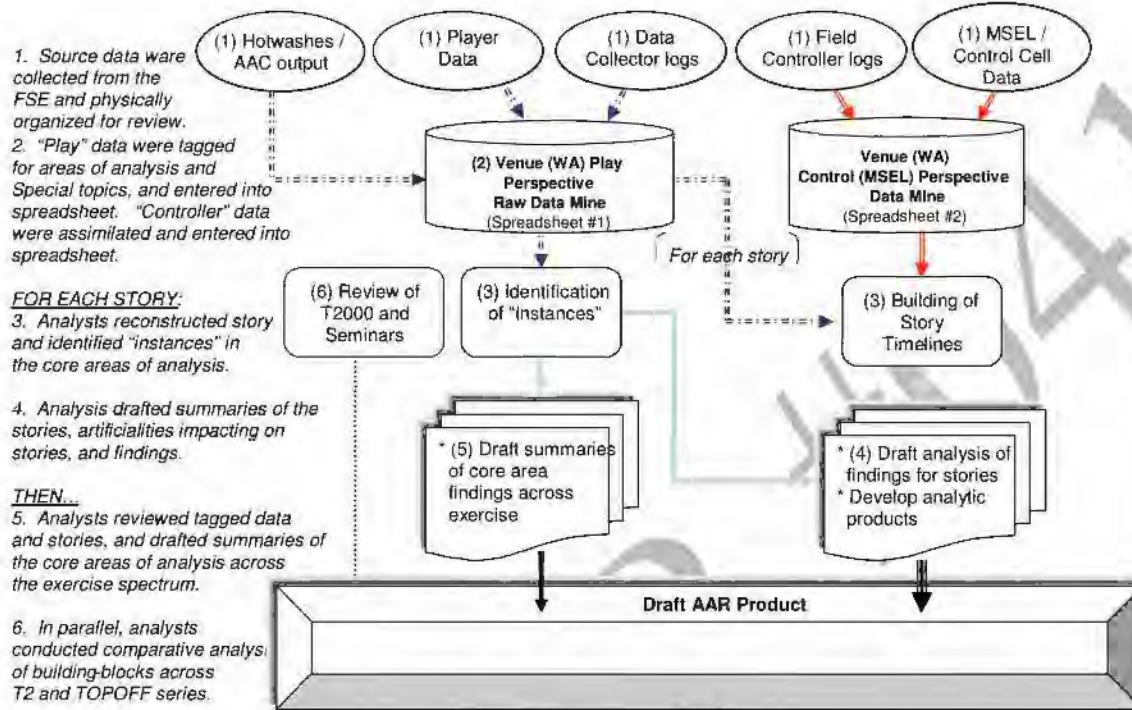 (1) Hotwashes /
AAC output
(1) Player
Data
(1) Data
Collector logs
(1) Field
Controller logs
(1) MSEL /
Control Cell
Data
1. Source data ware
collected from the
FSE and physically
organized for review.
2. "Play" data were tagged
for areas of analysis and
Special topics, and entered into
spreadsheet. "Controller" data
were assimilated and entered into
spreadsheet.
FOR EACH STORY:
3. Analysts reconstructed story
and identified "instances" in
the core areas of analysis.
4. Analysis drafted summaries of the
stories, artificialities impacting on
stories, and findings.
THEN...
5. Analysts reviewed tagged data
and stories, and drafted summaries of
the core areas of analysis across
the exercise spectrum.
6. In parallel, analysts
conducted comparative analysi
of building-blocks across
T2 and TOPOFF series.
(2) Venue (WA) Play
Perspective
Raw Data Mine
(Spreadsheet #1)
Venue (WA)
Control (MSEL) Perspective
Data Mine
(Spreadsheet #2)
For each story
(6) Review of
T2000 and
Seminars
(3) Identification
of "Instances"
(3) Building of
Story
Timelines
* (5) Draft summaries
of core area
findings across
exercise
* (4) Draft analysis of
findings for stories
* Develop analytic
products
Draft AAR Product